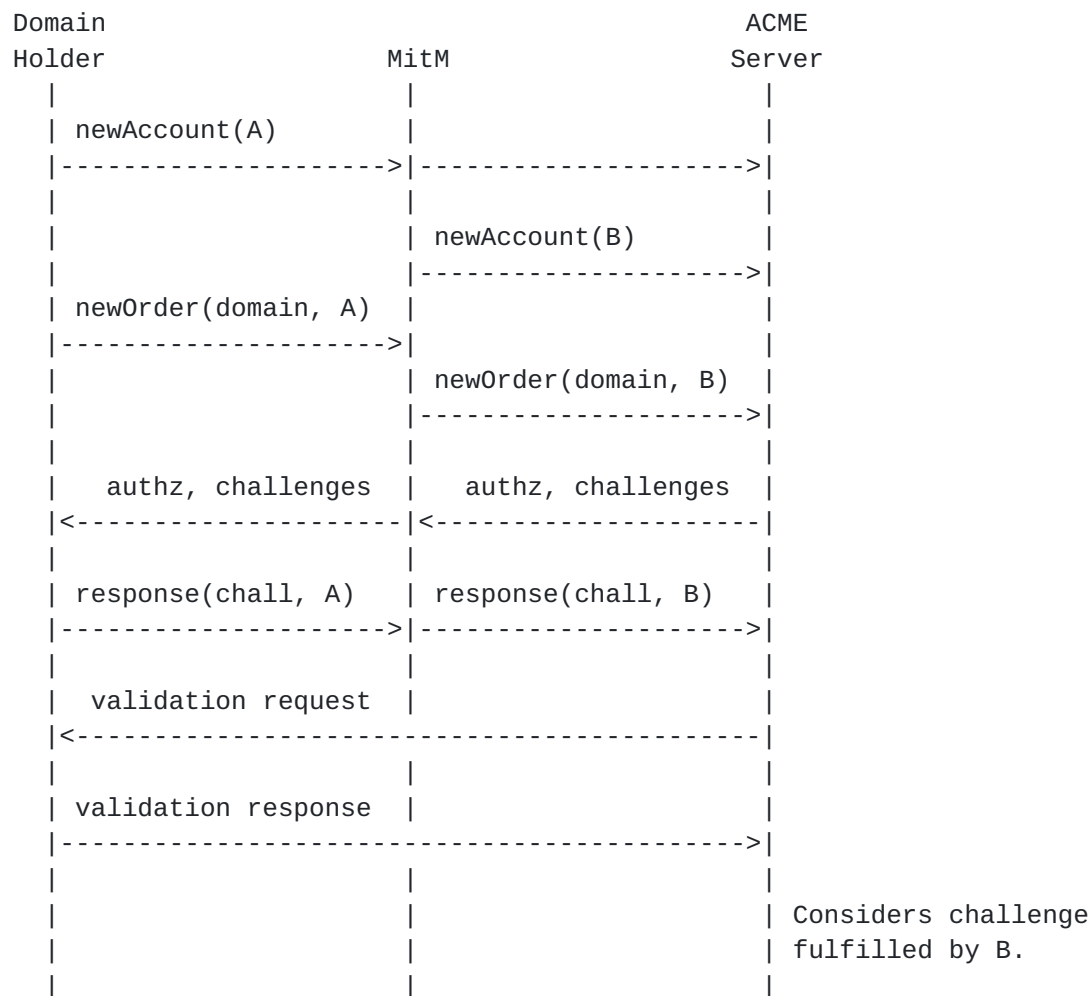 Domain ACME
Holder MitM Server
newAccount(A)
newAccount(B)
newOrder(domain, A)
newOrder(domain, B)
authz, challenges authz, challenges
response(chall, A) response(chall, B)
validation request
validation response
Considers challenge
fulfilled by B.